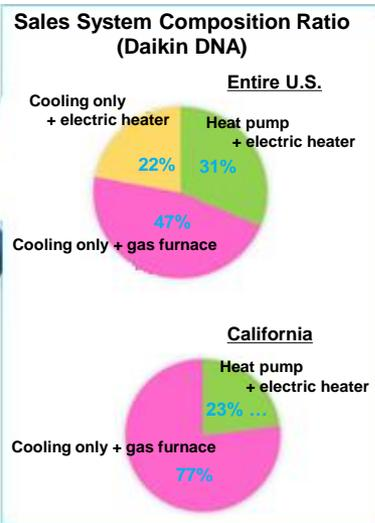 Sales System Composition Ratio
(Daikin DNA)
Entire U.S.
Cooling only
+ electric heater
Heat pump
+ electric heater
22%
31%
47%
Cooling only + gas furnace
California
Heat pump
+ electric heater
23% ...
Cooling only + gas furnace
77%